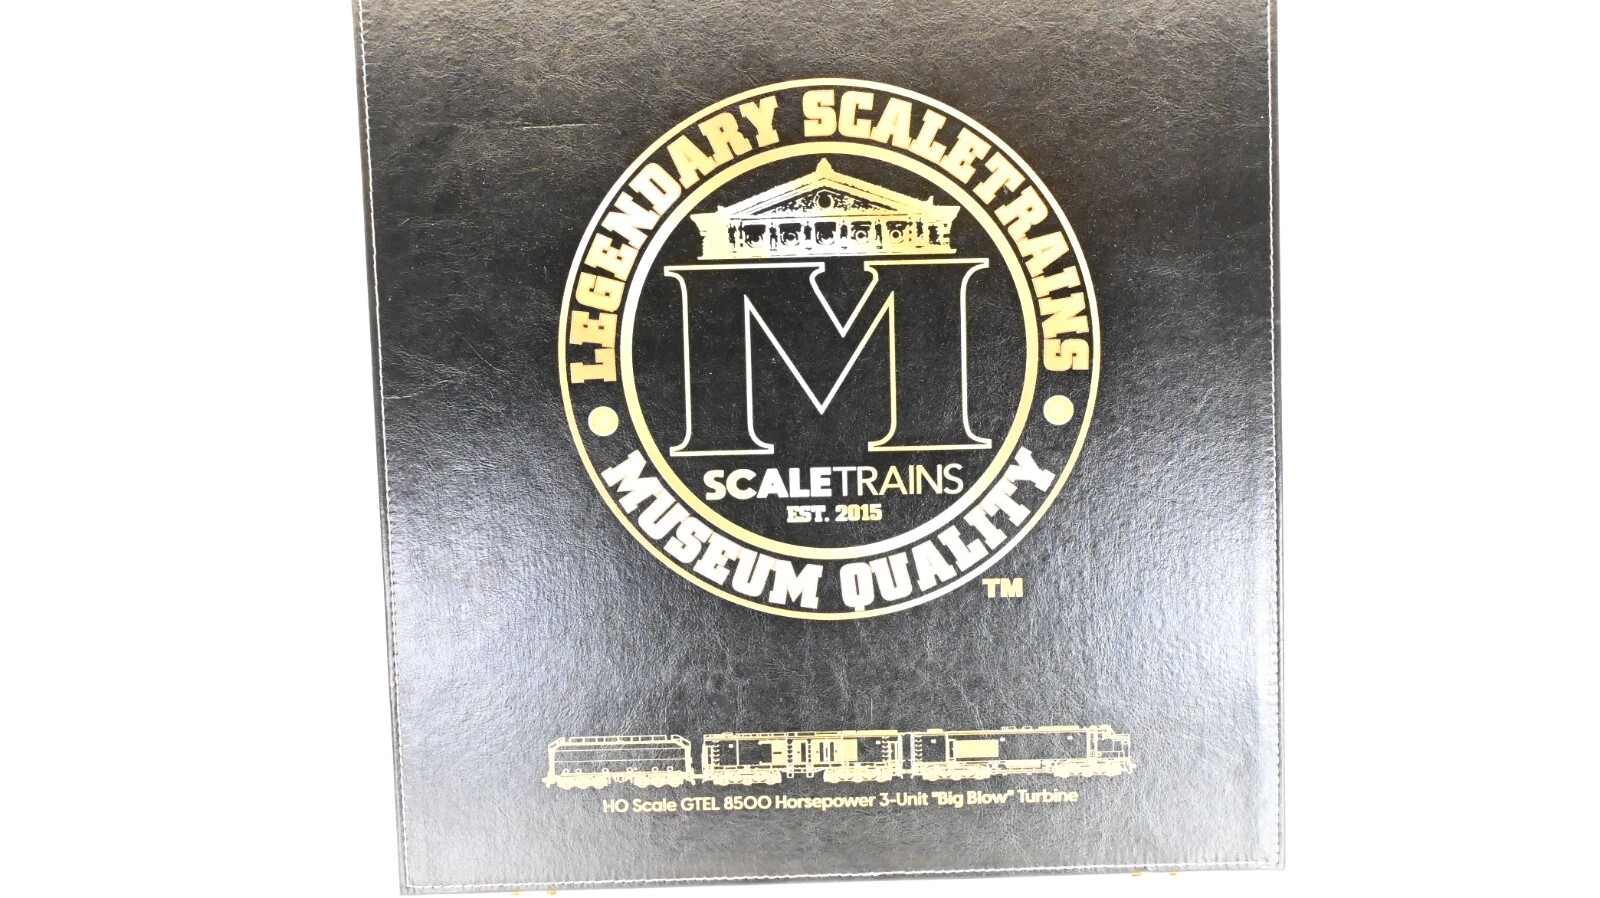 LEGENDARY SCALETRAINS
M
SCALETRAINS
EST. 2015
MUSEUM QUALITY
TM
HO Scale GTEL 8500 Horsepower 3-Unit "Big Blow" Turbine